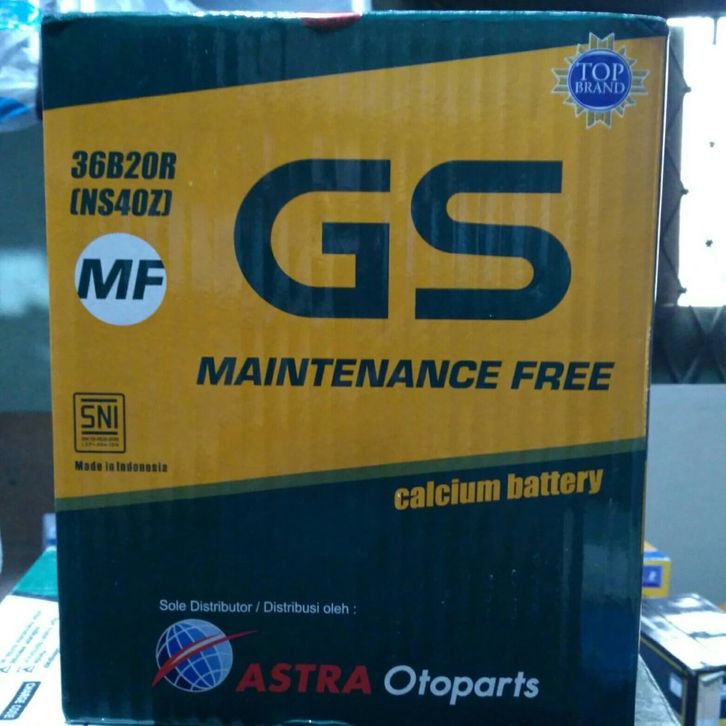 TOP
BRAND
36B20R
(NS40Z)
MF
GS
MAINTENANCE FREE
SNI
Made in Indonesia
calcium battery
Sole Distributor / Distribusi oleh :
ASTRA Otoparts